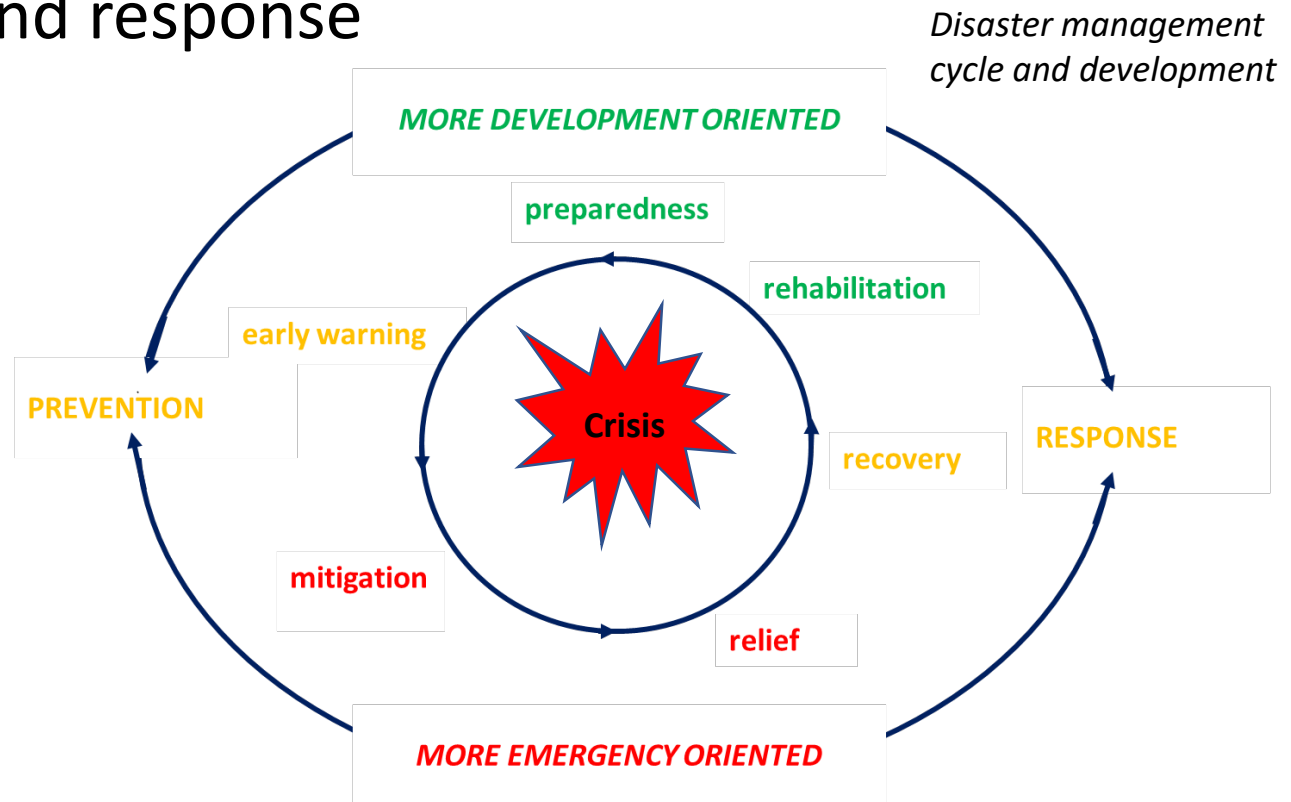 nd response
Disaster management
cycle and development
MORE DEVELOPMENT ORIENTED
preparedness
rehabilitation
early warning
PREVENTION
Crisis
RESPONSE
recovery
mitigation
relief
MORE EMERGENCY ORIENTED